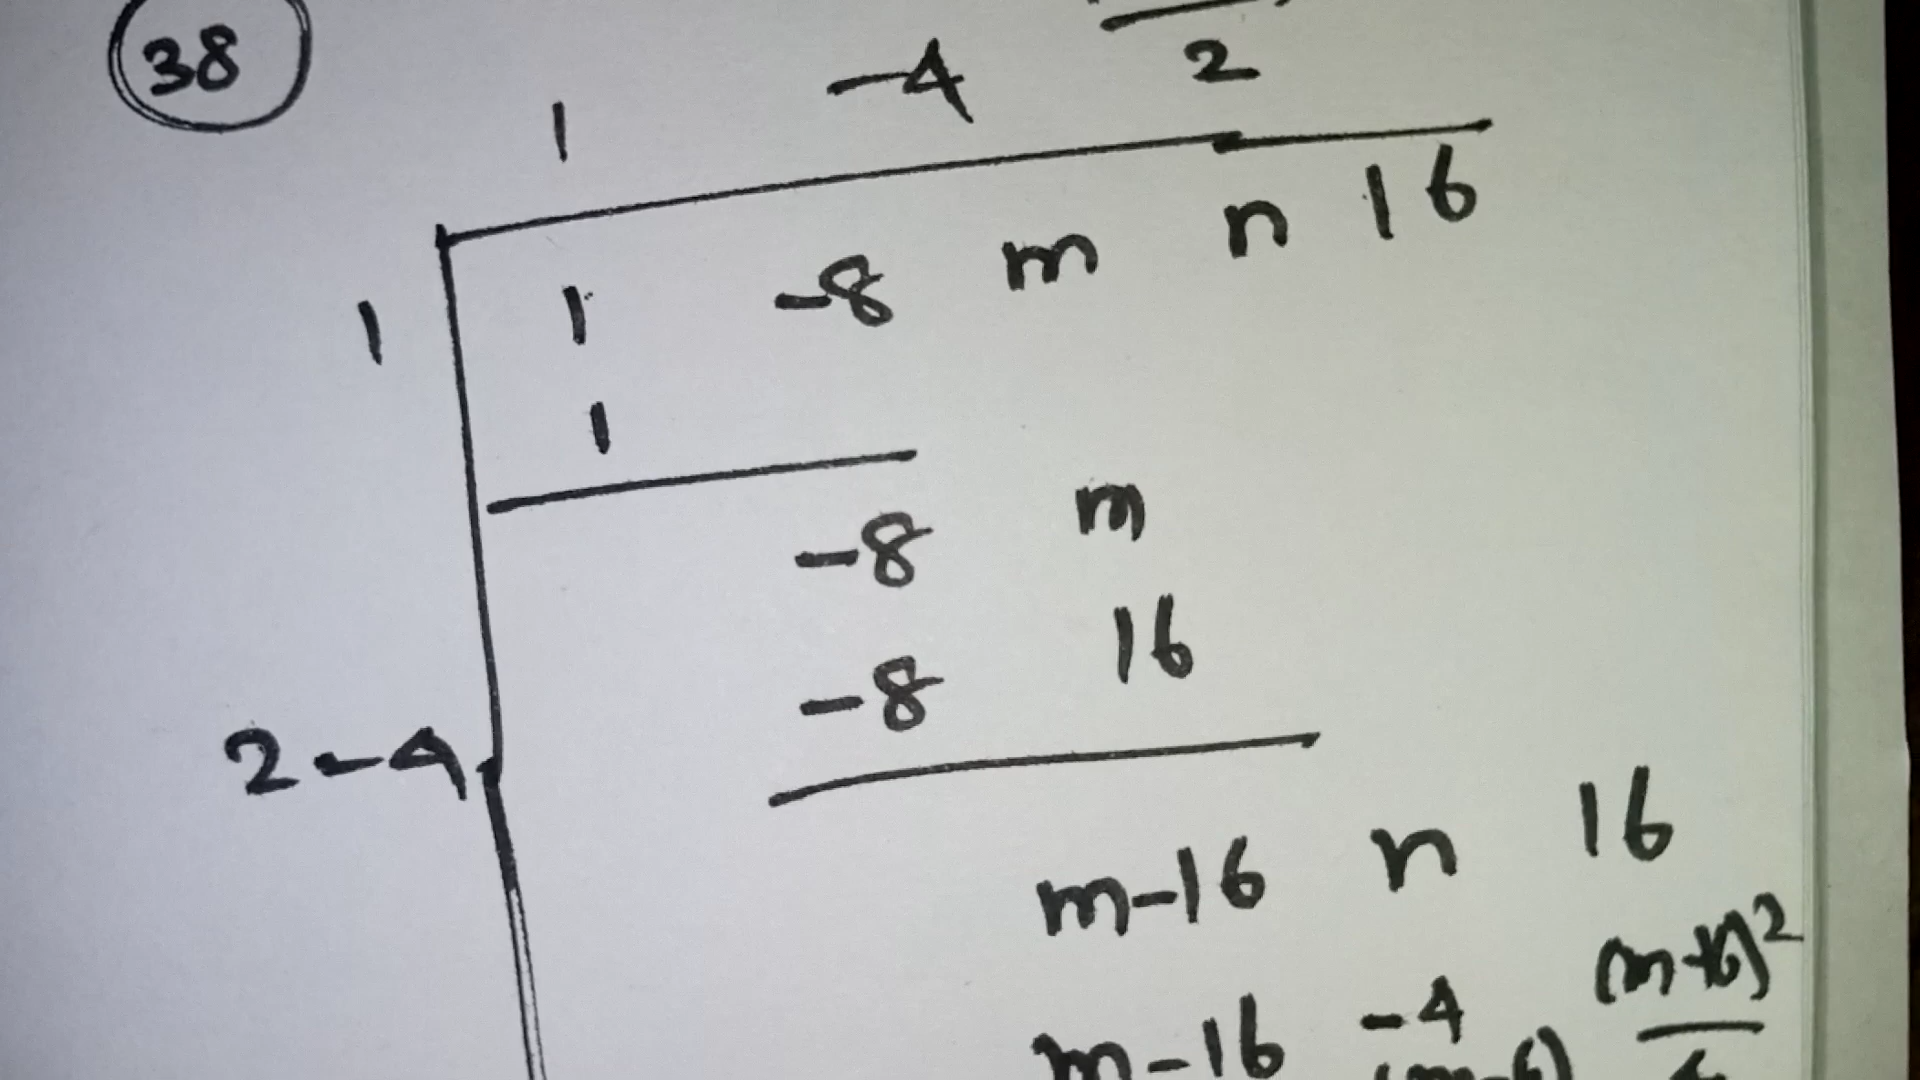 38
1 -4 2
1 1 -8 m n 16
1
-8 m
2-4 -8 16
m-16 n 16
m-16 -4